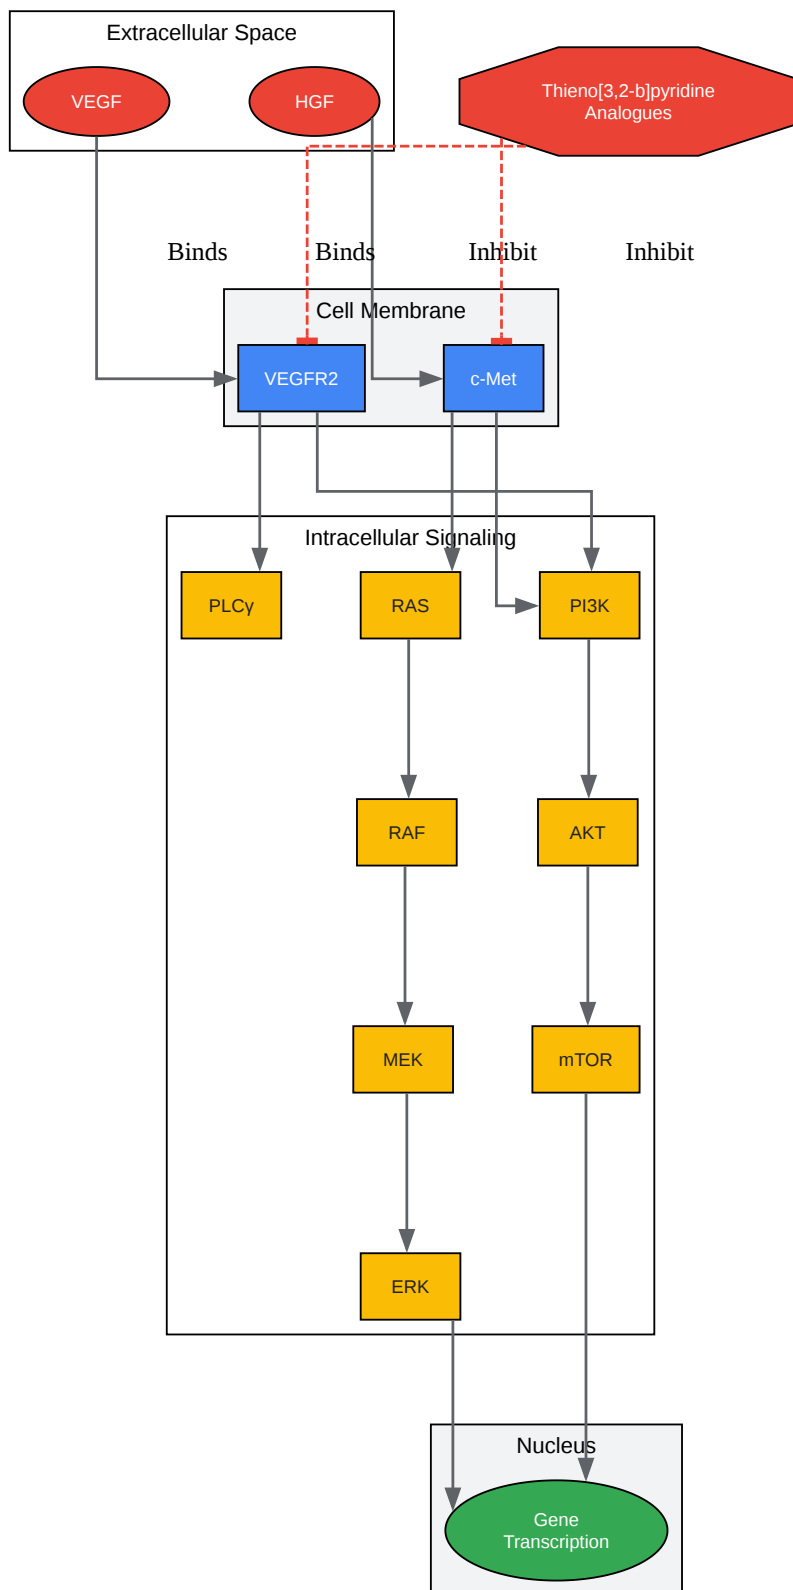 Extracellular Space
VEGF
HGF
Thieno[3,2-b]pyridine
Analogues
Binds
Binds
Inhibit
Inhibit
Cell Membrane
VEGFR2
c-Met
Intracellular Signaling
PLCγ
RAS
PI3K
RAF
AKT
MEK
mTOR
ERK
Nucleus
Gene
Transcription